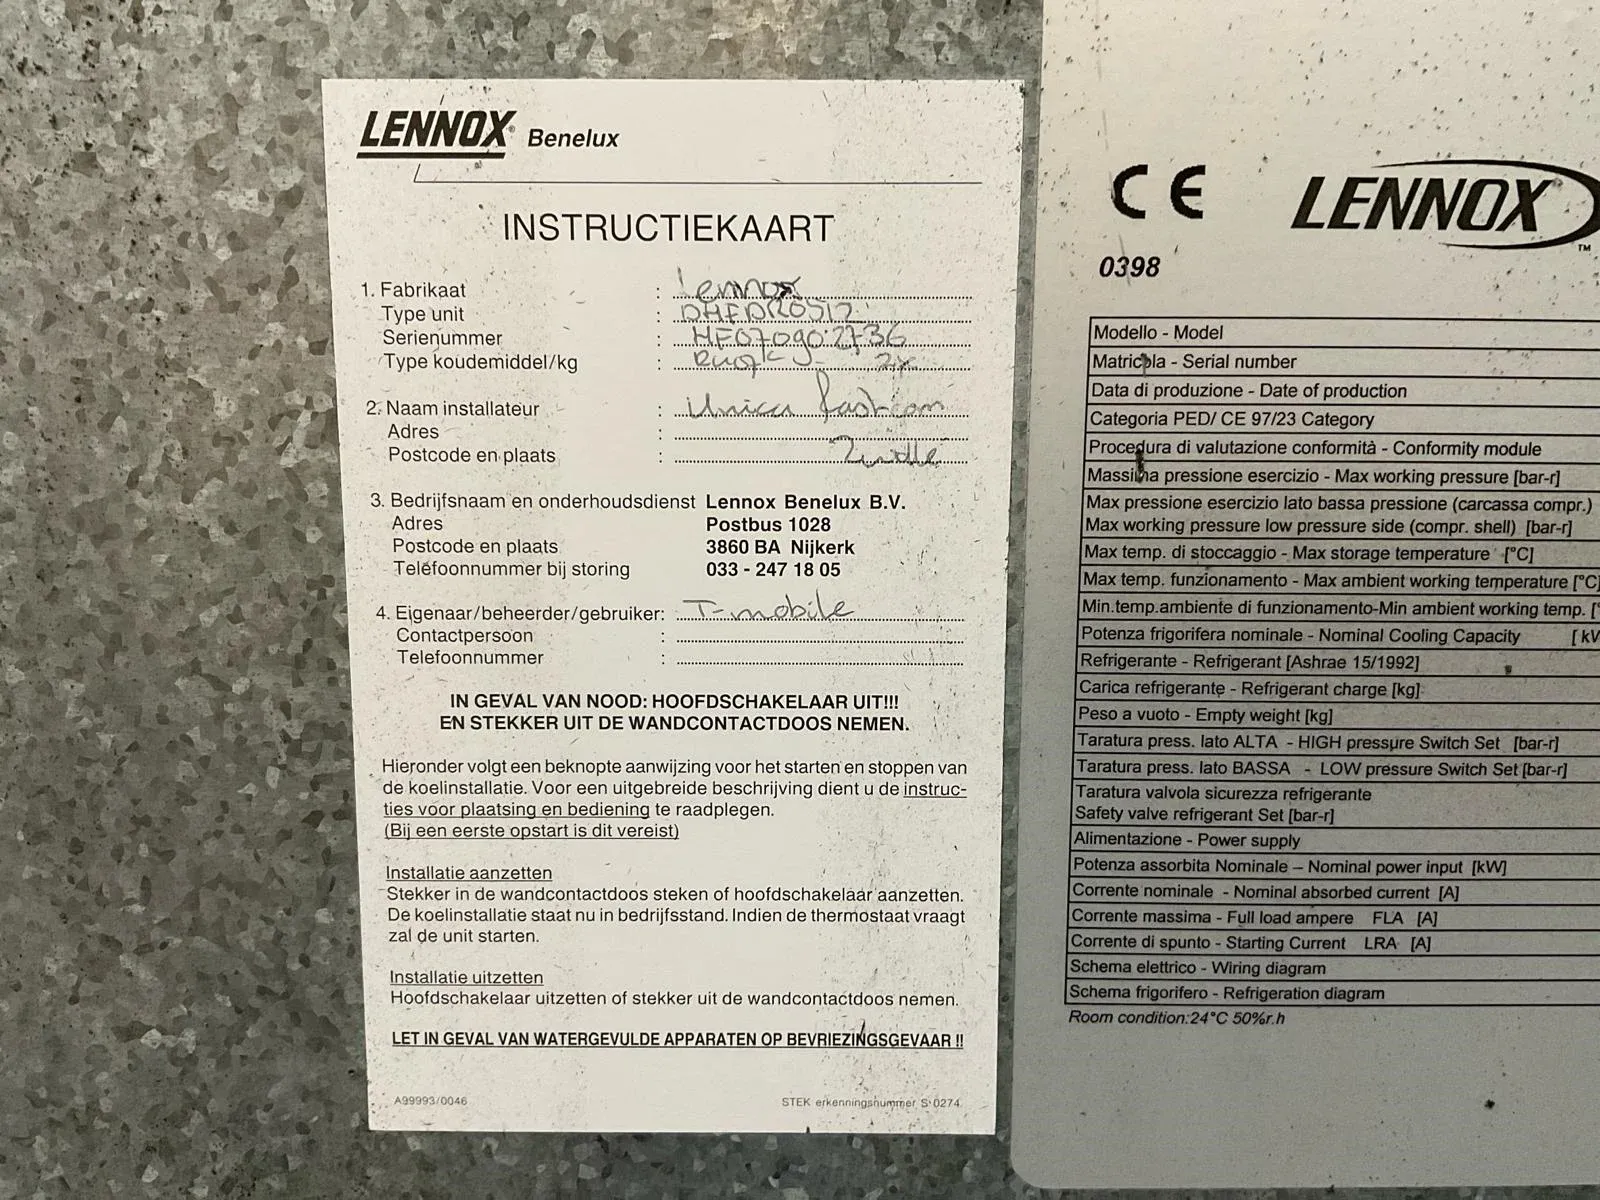 LENNOX® Benelux
INSTRUCTIEKAART
1. Fabrikaat : Lennox
Type unit :
Serienummer :
Type koudemiddel/kg : 2x
2. Naam installateur : Unica
Adres :
Postcode en plaats : Zwolle
3. Bedrijfsnaam en onderhoudsdienst Lennox Benelux B.V.
Adres Postbus 1028
Postcode en plaats 3860 BA Nijkerk
Telefoonnummer bij storing 033 - 247 18 05
4. Eigenaar/beheerder/gebruiker: T-mobile
Contactpersoon :
Telefoonnummer :
IN GEVAL VAN NOOD: HOOFDSCHAKELAAR UIT!!!
EN STEKKER UIT DE WANDCONTACTDOOS NEMEN.
Hieronder volgt een beknopte aanwijzing voor het starten en stoppen van
de koelinstallatie. Voor een uitgebreide beschrijving dient u de instruc-
ties voor plaatsing en bediening te raadplegen.
(Bij een eerste opstart is dit vereist)
Installatie aanzetten
Stekker in de wandcontactdoos steken of hoofdschakelaar aanzetten.
De koelinstallatie staat nu in bedrijfsstand. Indien de thermostaat vraagt
zal de unit starten.
Installatie uitzetten
Hoofdschakelaar uitzetten of stekker uit de wandcontactdoos nemen.
LET IN GEVAL VAN WATERGEVULDE APPARATEN OP BEVRIEZINGSGEVAAR !!
A99993/0046
STEK erkenningsnummer S 0274
CE LENNOX™
0398
Modello - Model
Matricola - Serial number
Data di produzione - Date of production
Categoria PED/ CE 97/23 Category
Procedura di valutazione conformità - Conformity module
Massima pressione esercizio - Max working pressure [bar-r]
Max pressione esercizio lato bassa pressione (carcassa compr.)
Max working pressure low pressure side (compr. shell) [bar-r]
Max temp. di stoccaggio - Max storage temperature [°C]
Max temp. funzionamento - Max ambient working temperature [°C]
Min.temp.ambiente di funzionamento-Min ambient working temp. [°
Potenza frigorifera nominale - Nominal Cooling Capacity [ kW
Refrigerante - Refrigerant [Ashrae 15/1992]
Carica refrigerante - Refrigerant charge [kg]
Peso a vuoto - Empty weight [kg]
Taratura press. lato ALTA - HIGH pressure Switch Set [bar-r]
Taratura press. lato BASSA - LOW pressure Switch Set [bar-r]
Taratura valvola sicurezza refrigerante
Safety valve refrigerant Set [bar-r]
Alimentazione - Power supply
Potenza assorbita Nominale – Nominal power input [kW]
Corrente nominale - Nominal absorbed current [A]
Corrente massima - Full load ampere FLA [A]
Corrente di spunto - Starting Current LRA [A]
Schema elettrico - Wiring diagram
Schema frigorifero - Refrigeration diagram
Room condition:24°C 50%r.h